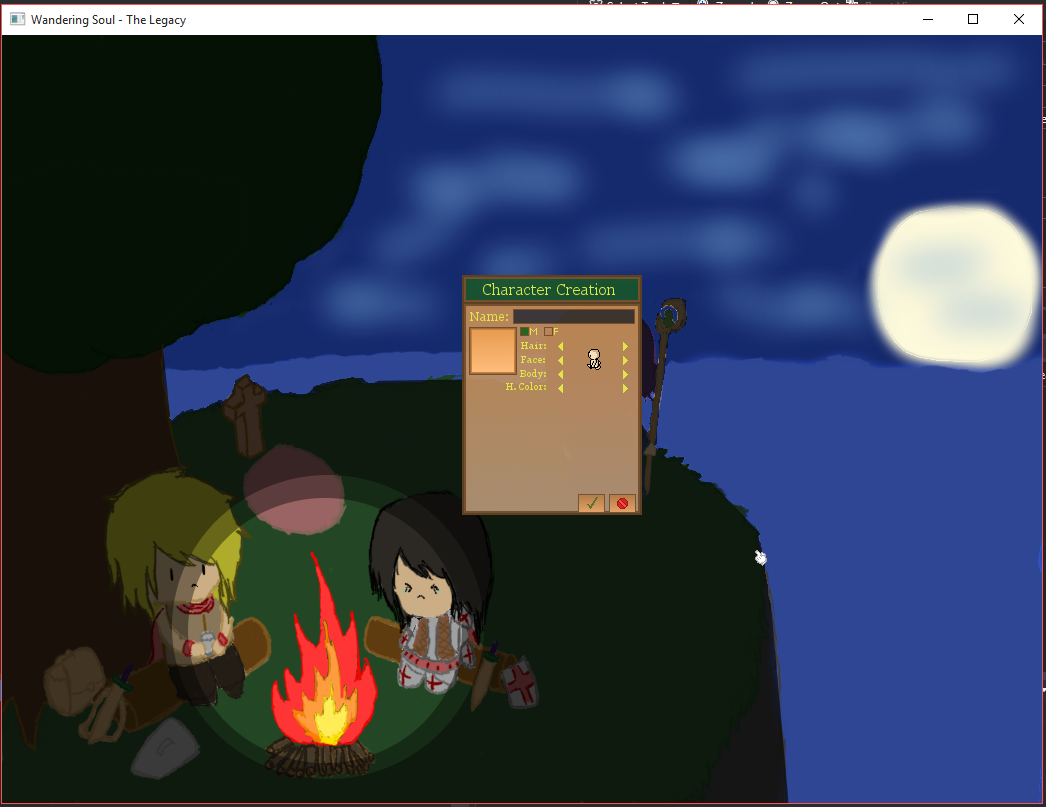 Wandering Soul - The Legacy
Character Creation
Name:
M F
Hair:
Face:
Body:
H. Color: